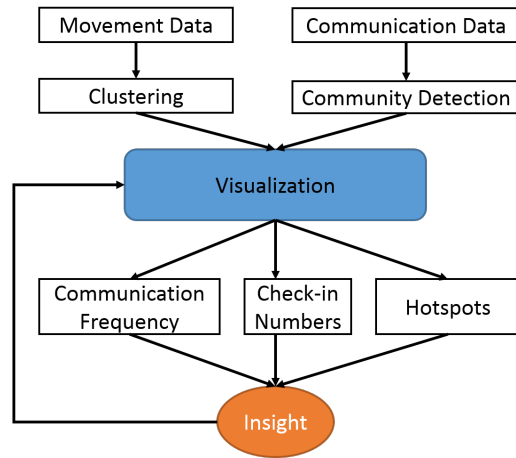 Movement Data
Communication Data
Clustering
Community Detection
Visualization
Communication
Frequency
Check-in
Numbers
Hotspots
Insight